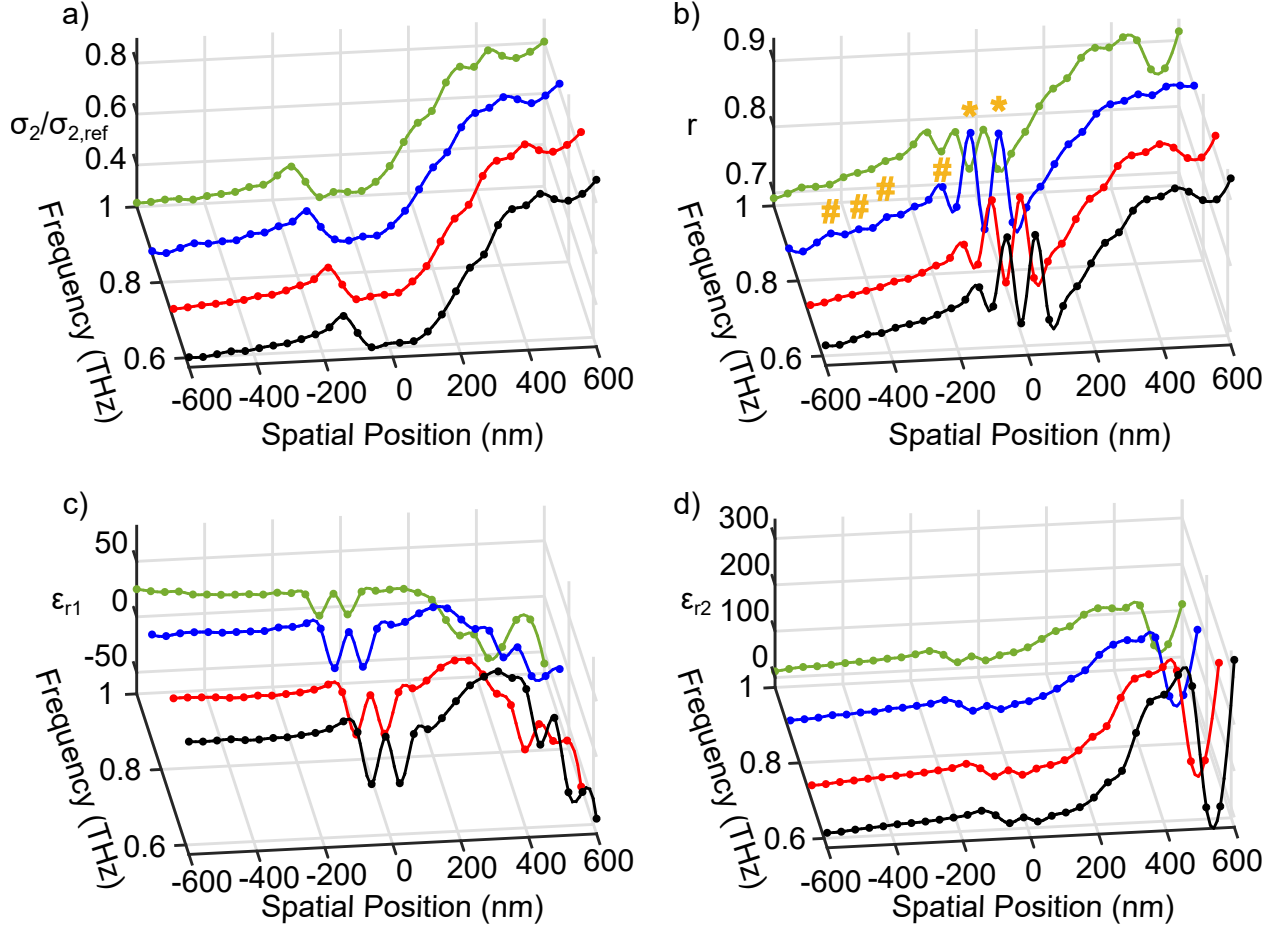 a)
0.8
0.6
0.4
σ2/σ2,ref
1
0.8
0.6
Frequency (THz)
-600 -400 -200 0 200 400 600
Spatial Position (nm)
b)
0.9
0.8
0.7
r
* *
# # # #
1
0.8
0.6
Frequency (THz)
-600 -400 -200 0 200 400 600
Spatial Position (nm)
c)
50
0
-50
εr1
1
0.8
0.6
Frequency (THz)
-600 -400 -200 0 200 400 600
Spatial Position (nm)
d)
300
200
100
0
εr2
1
0.8
0.6
Frequency (THz)
-600 -400 -200 0 200 400 600
Spatial Position (nm)